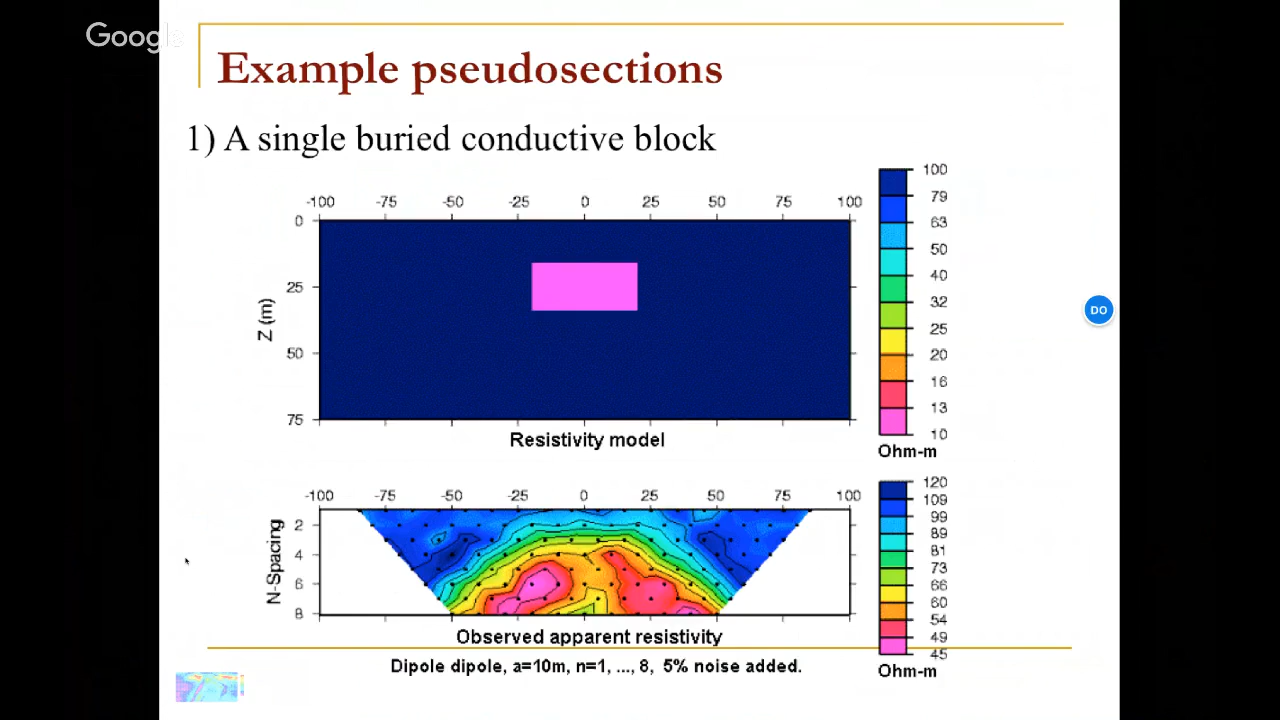 Google
Example pseudosections
1) A single buried conductive block
-100 -75 -50 -25 0 25 50 75 100
0
25
50
75
Z (m)
Resistivity model
100
79
63
50
40
32
25
20
16
13
10
Ohm-m
DO
-100 -75 -50 -25 0 25 50 75 100
2
4
6
8
N-Spacing
Observed apparent resistivity
120
109
99
89
81
73
66
60
54
49
45
Ohm-m
Dipole dipole, a=10m, n=1, ..., 8, 5% noise added.